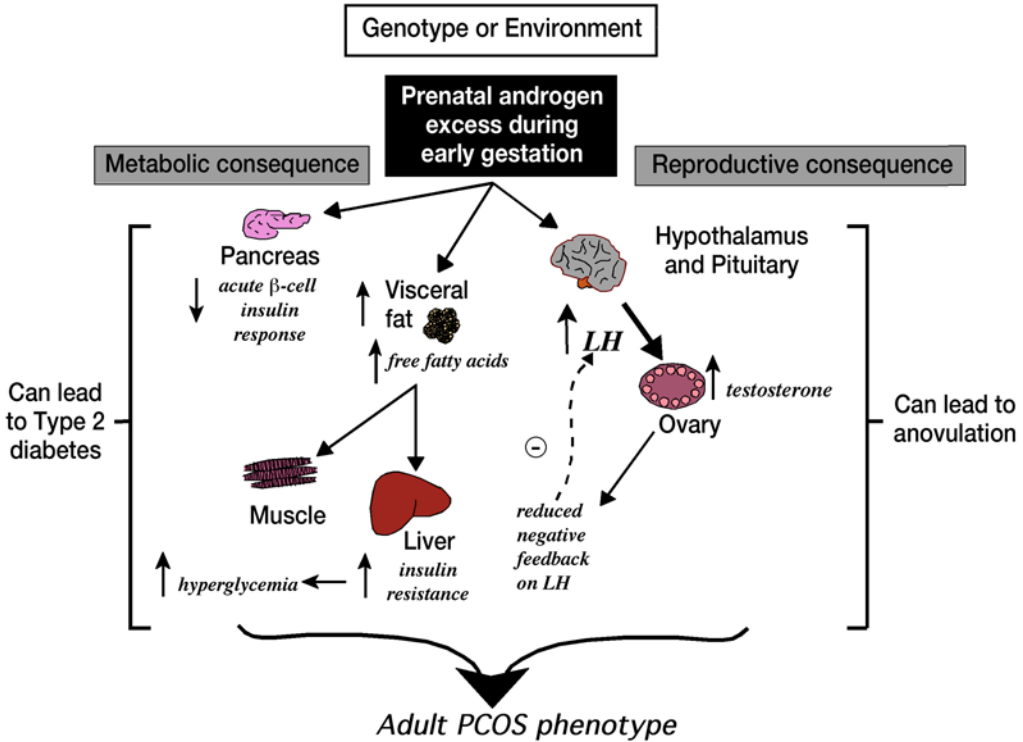 Genotype or Environment
Prenatal androgen
excess during
early gestation
Metabolic consequence
Reproductive consequence
Pancreas
acute β-cell
insulin
response
Visceral
fat
free fatty acids
Hypothalamus
and Pituitary
LH
testosterone
Ovary
Can lead
to Type 2
diabetes
Can lead to
anovulation
-
Muscle
Liver
insulin
resistance
hyperglycemia
reduced
negative
feedback
on LH
Adult PCOS phenotype